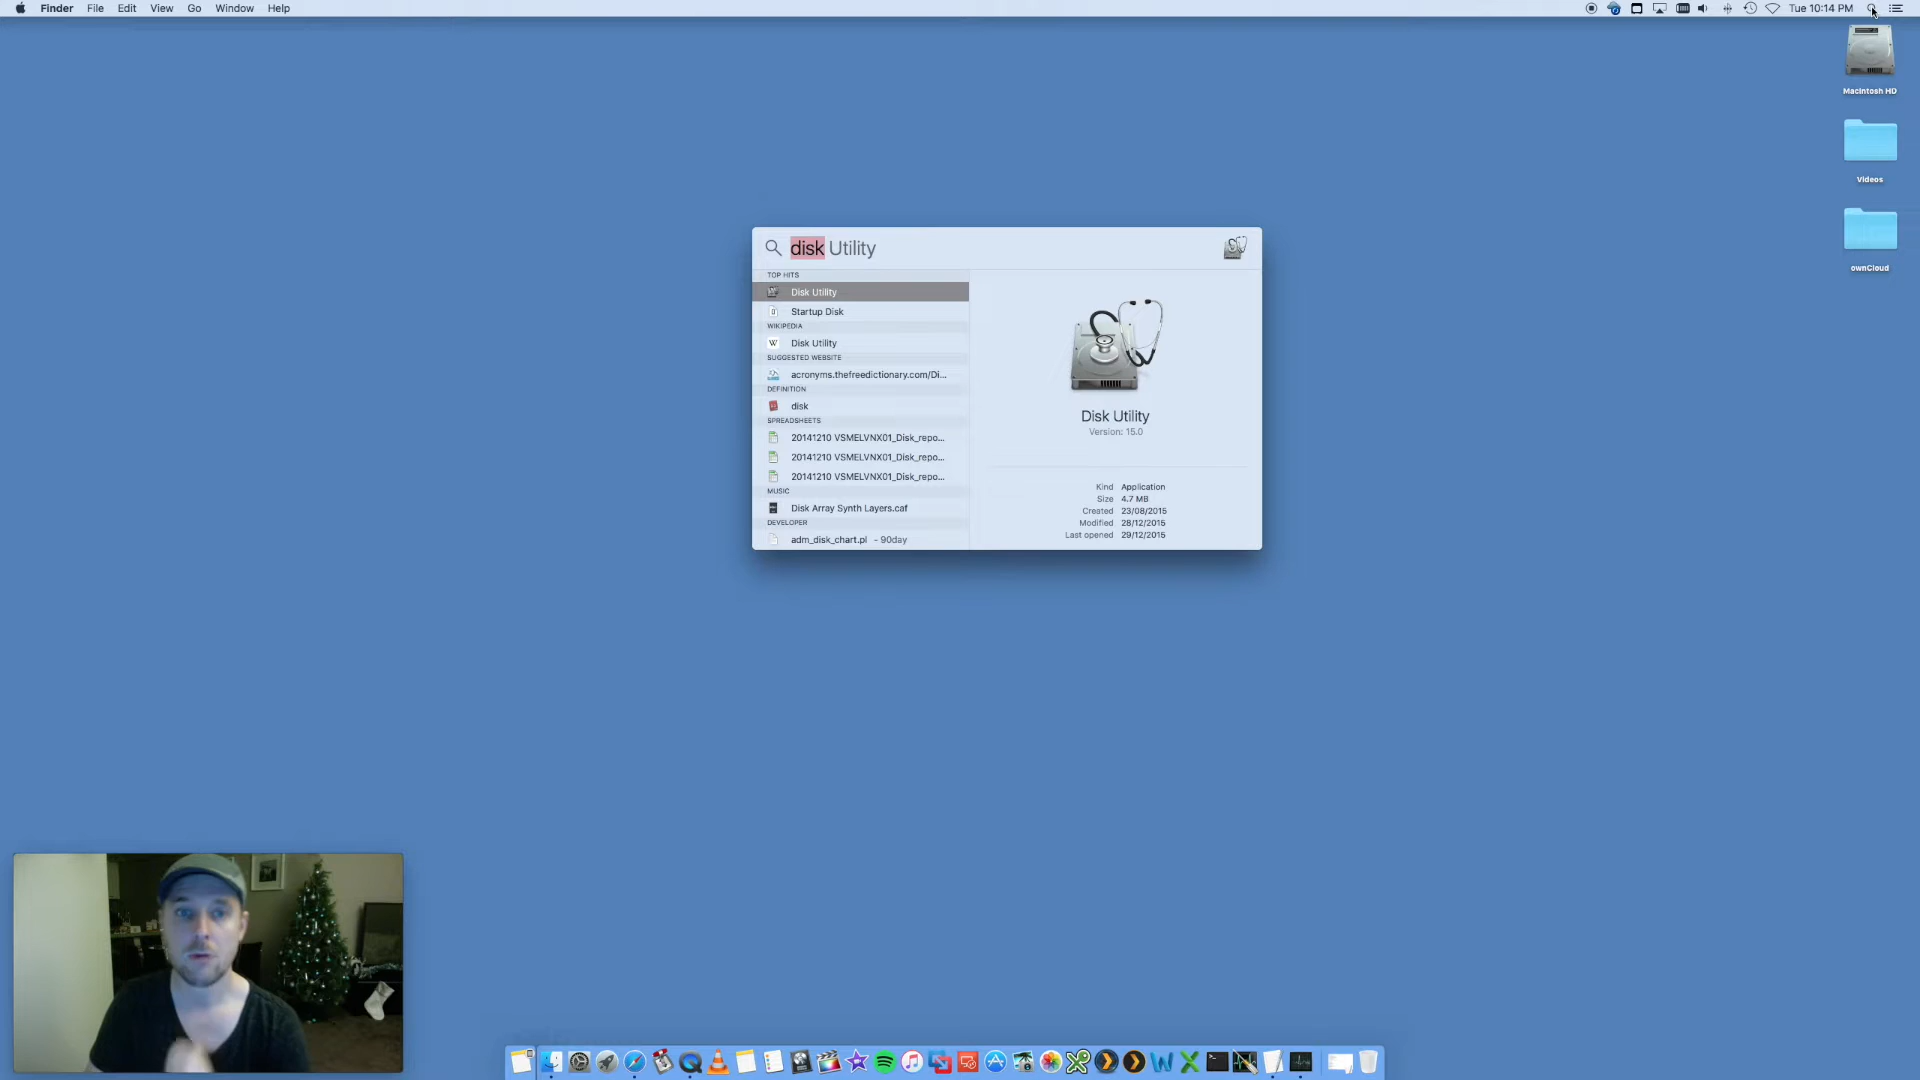 Finder File Edit View Go Window Help
Tue 10:14 PM
Macintosh HD
Videos
ownCloud
disk Utility
TOP HITS
Disk Utility
Startup Disk
WIKIPEDIA
W Disk Utility
SUGGESTED WEBSITE
acronyms.thefreedictionary.com/Di...
DEFINITION
disk
SPREADSHEETS
20141210 VSMELVNX01_Disk_repo...
20141210 VSMELVNX01_Disk_repo...
20141210 VSMELVNX01_Disk_repo...
MUSIC
Disk Array Synth Layers.caf
DEVELOPER
adm_disk_chart.pl - 90day
Disk Utility
Version: 15.0
Kind Application
Size 4.7 MB
Created 23/08/2015
Modified 28/12/2015
Last opened 29/12/2015